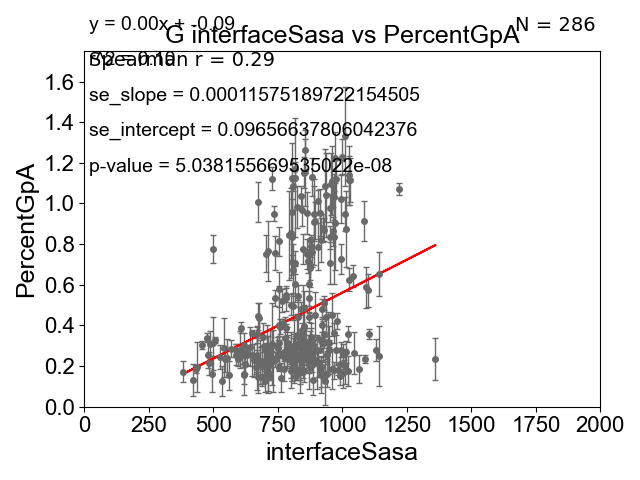 y = 0.00x + -0.09
N = 286
G interfaceSasa vs PercentGpA
Spearman r = 0.29
se_slope = 0.00011575189722154505
se_intercept = 0.09656637806042376
p-value = 5.038155669535022e-08
PercentGpA
1.6
1.4
1.2
1.0
0.8
0.6
0.4
0.2
0.0
0 250 500 750 1000 1250 1500 1750 2000
interfaceSasa